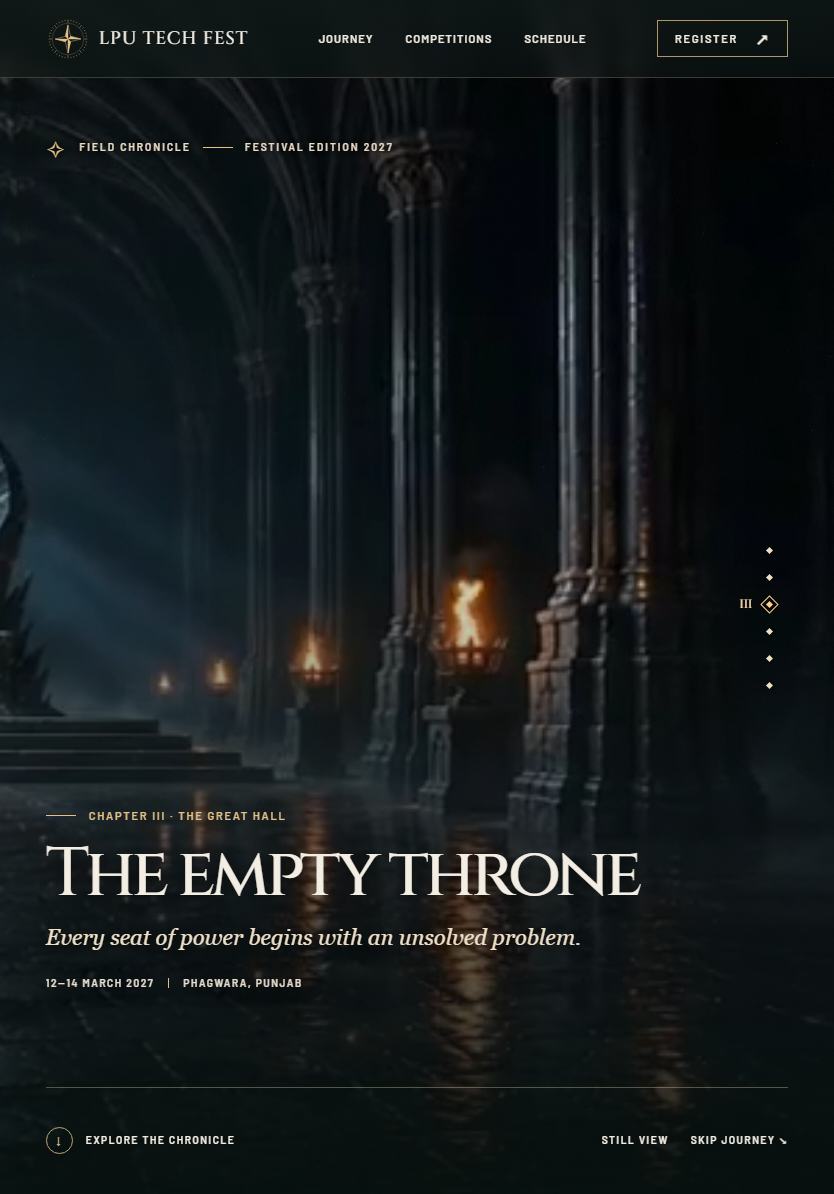 LPU TECH FEST
JOURNEY COMPETITIONS SCHEDULE
REGISTER ↗
FIELD CHRONICLE FESTIVAL EDITION 2027
III
CHAPTER III · THE GREAT HALL
THE EMPTY THRONE
Every seat of power begins with an unsolved problem.
12–14 MARCH 2027 | PHAGWARA, PUNJAB
↓ EXPLORE THE CHRONICLE
STILL VIEW SKIP JOURNEY ↘